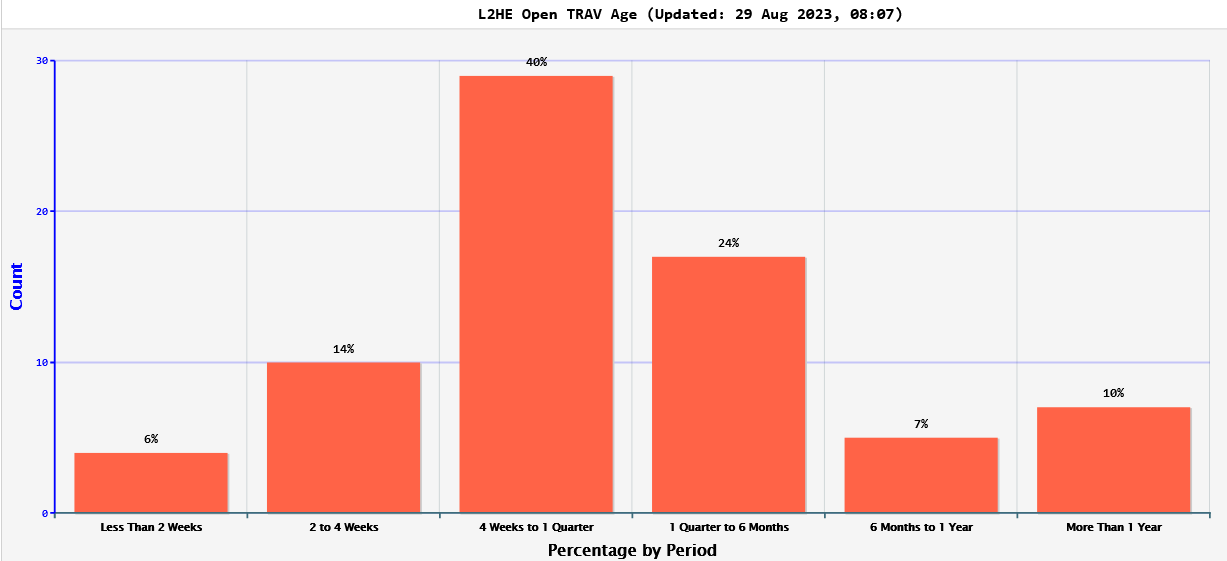 L2HE Open TRAV Age (Updated: 29 Aug 2023, 08:07)
30
20
10
0
Count
6%
14%
40%
24%
7%
10%
Less Than 2 Weeks
2 to 4 Weeks
4 Weeks to 1 Quarter
1 Quarter to 6 Months
6 Months to 1 Year
More Than 1 Year
Percentage by Period